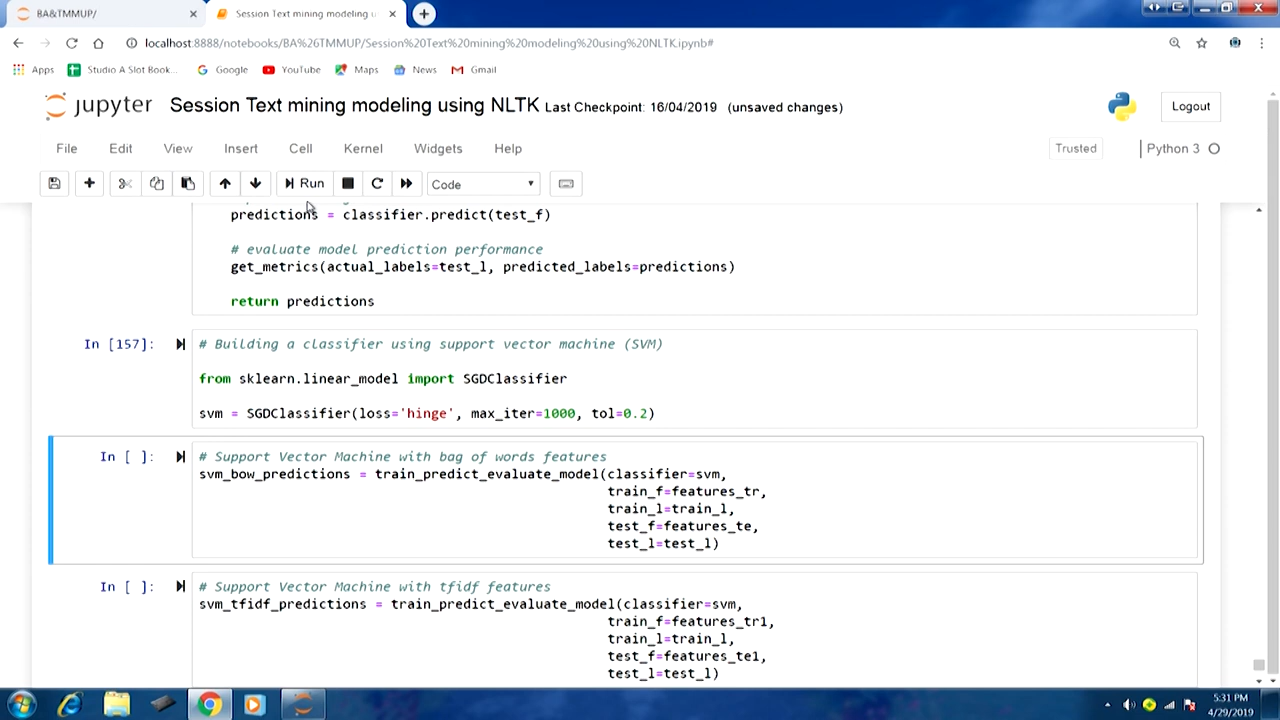 BA&TMMUP/
Session Text mining modeling u
localhost:8888/notebooks/BA%26TMMUP/Session%20Text%20mining%20modeling%20using%20NLTK.ipynb#
Apps Studio A Slot Book... Google YouTube Maps News Gmail
jupyter Session Text mining modeling using NLTK Last Checkpoint: 16/04/2019 (unsaved changes) Logout
File Edit View Insert Cell Kernel Widgets Help Trusted Python 3
Run Code
predictions = classifier.predict(test_f)
# evaluate model prediction performance
get_metrics(actual_labels=test_l, predicted_labels=predictions)
return predictions
In [157]: # Building a classifier using support vector machine (SVM)
from sklearn.linear_model import SGDClassifier
svm = SGDClassifier(loss='hinge', max_iter=1000, tol=0.2)
In [ ]: # Support Vector Machine with bag of words features
svm_bow_predictions = train_predict_evaluate_model(classifier=svm,
train_f=features_tr,
train_l=train_l,
test_f=features_te,
test_l=test_l)
In [ ]: # Support Vector Machine with tfidf features
svm_tfidf_predictions = train_predict_evaluate_model(classifier=svm,
train_f=features_tr1,
train_l=train_l,
test_f=features_te1,
test_l=test_l)
5:31 PM
4/29/2019